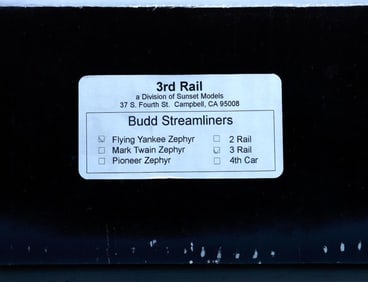 3rd Rail
a Division of Sunset Models
37 S. Fourth St. Campbell, CA 95008
Budd Streamliners
Flying Yankee Zephyr 2 Rail
Mark Twain Zephyr 3 Rail
Pioneer Zephyr 4th Car